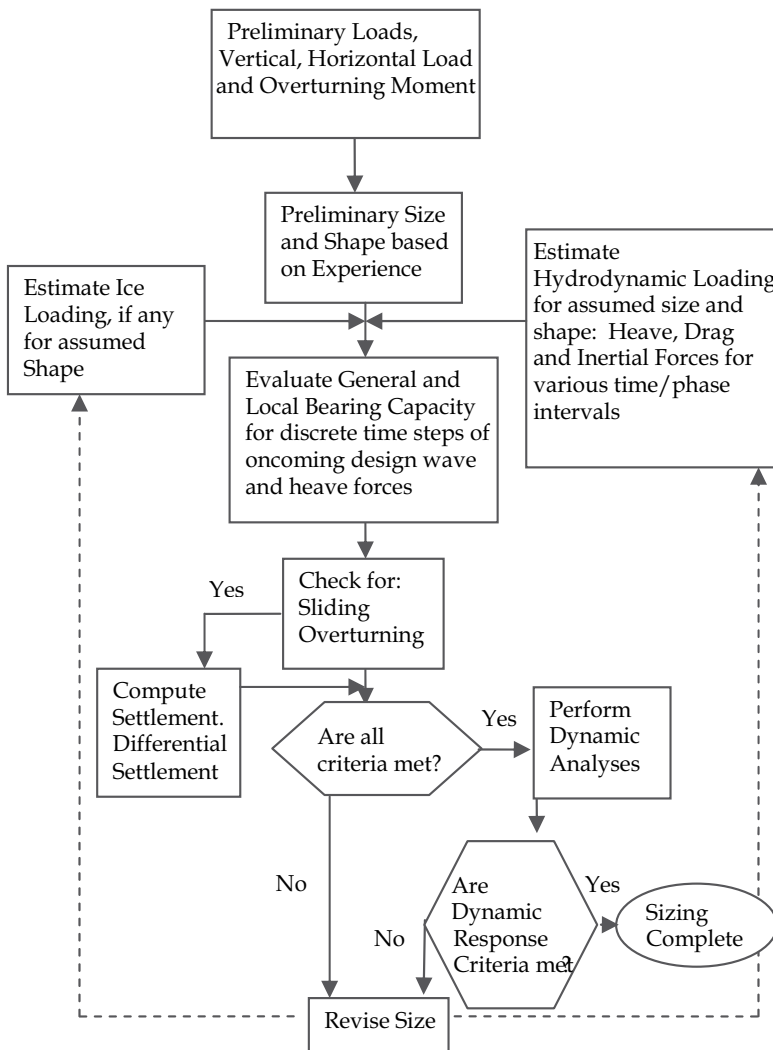 Preliminary Loads,
Vertical, Horizontal Load
and Overturning Moment
Preliminary Size
and Shape based
on Experience
Estimate Ice
Loading, if any
for assumed
Shape
Estimate
Hydrodynamic Loading
for assumed size and
shape: Heave, Drag
and Inertial Forces for
various time/phase
intervals
Evaluate General and
Local Bearing Capacity
for discrete time steps of
oncoming design wave
and heave forces
Yes
Check for:
Sliding
Overturning
Compute
Settlement.
Differential
Settlement
Are all
criteria met?
Yes
Perform
Dynamic
Analyses
No
Are
Dynamic
Response
Criteria met?
No
Yes
Sizing
Complete
Revise Size